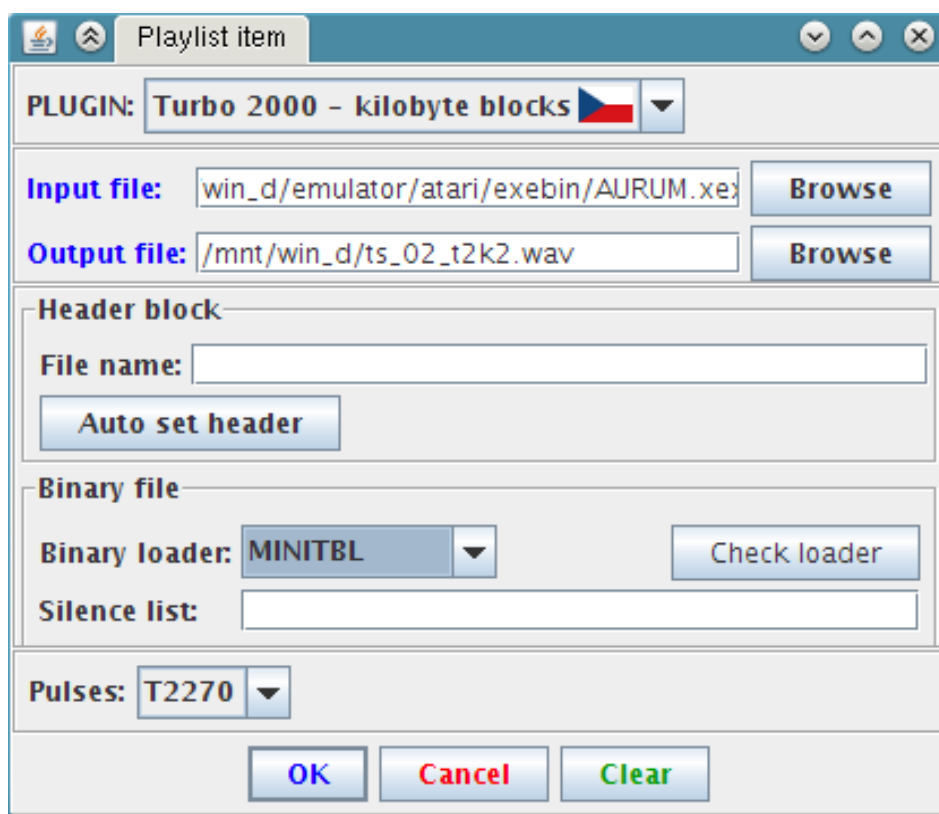 Playlist item
PLUGIN: Turbo 2000 – kilobyte blocks
Input file: win_d/emulator/atari/exebin/AURUM.xex Browse
Output file: /mnt/win_d/ts_02_t2k2.wav Browse
Header block
File name:
Auto set header
Binary file
Binary loader: MINITBL Check loader
Silence list:
Pulses: T2270
OK Cancel Clear